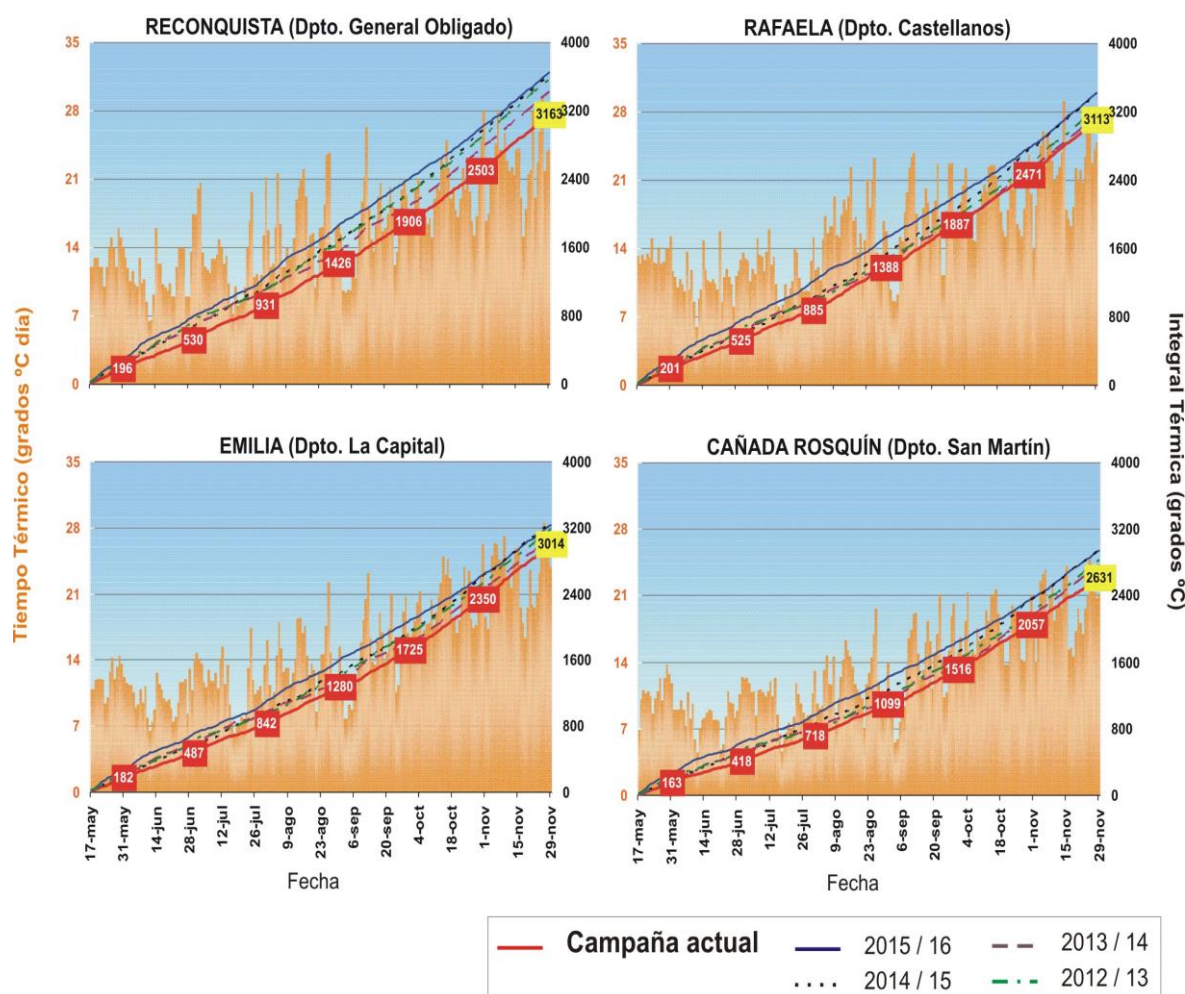 RECONQUISTA (Dpto. General Obligado)
35
28
21
14
7
0
4000
3200
2400
1600
800
0
196
530
931
1426
1906
2503
3163
RAFAELA (Dpto. Castellanos)
35
28
21
14
7
0
4000
3200
2400
1600
800
0
201
525
885
1388
1887
2471
3113
Tiempo Térmico (grados ºC día)
Integral Térmica (grados ºC)
EMILIA (Dpto. La Capital)
35
28
21
14
7
0
4000
3200
2400
1600
800
0
182
487
842
1280
1725
2350
3014
17-may
31-may
14-jun
28-jun
12-jul
26-jul
9-ago
23-ago
6-sep
20-sep
4-oct
18-oct
1-nov
15-nov
29-nov
Fecha
CAÑADA ROSQUÍN (Dpto. San Martín)
35
28
21
14
7
0
4000
3200
2400
1600
800
0
163
418
718
1099
1516
2057
2631
17-may
31-may
14-jun
28-jun
12-jul
26-jul
9-ago
23-ago
6-sep
20-sep
4-oct
18-oct
1-nov
15-nov
29-nov
Fecha
Campaña actual
2015 / 16
2013 / 14
2014 / 15
2012 / 13